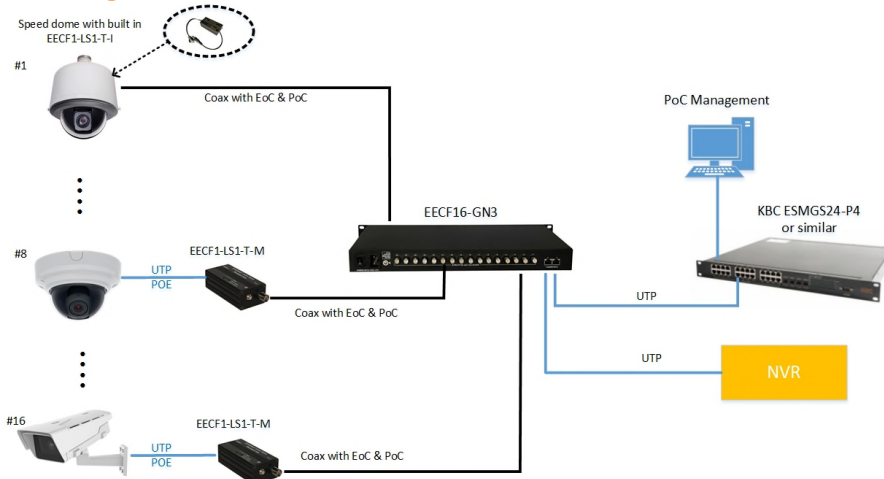 Speed dome with built in
EECF1-LS1-T-I
#1
Coax with EoC & PoC
PoC Management
EECF16-GN3
KBC ESMGS24-P4
or similar
#8
EECF1-LS1-T-M
UTP
POE
Coax with EoC & PoC
UTP
UTP
NVR
#16
EECF1-LS1-T-M
UTP
POE
Coax with EoC & PoC